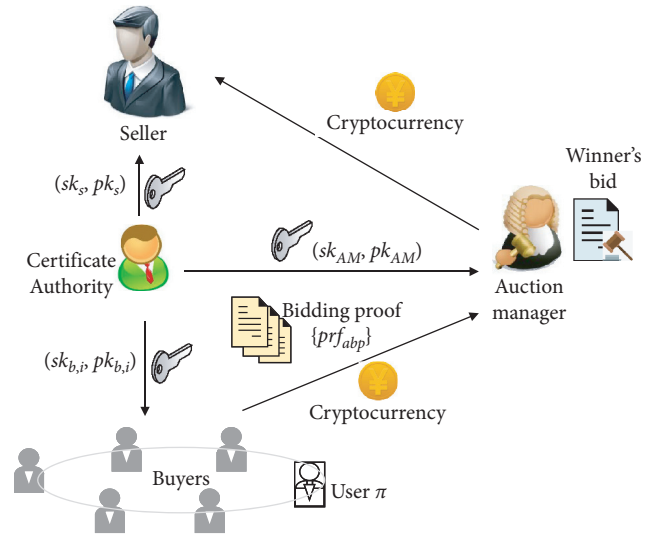 Seller
Cryptocurrency
Winner's
bid
(sk_s, pk_s)
(sk_AM, pk_AM)
Certificate
Authority
Auction
manager
Bidding proof
{prf_abp}
(sk_b,i, pk_b,i)
Cryptocurrency
Buyers
User π